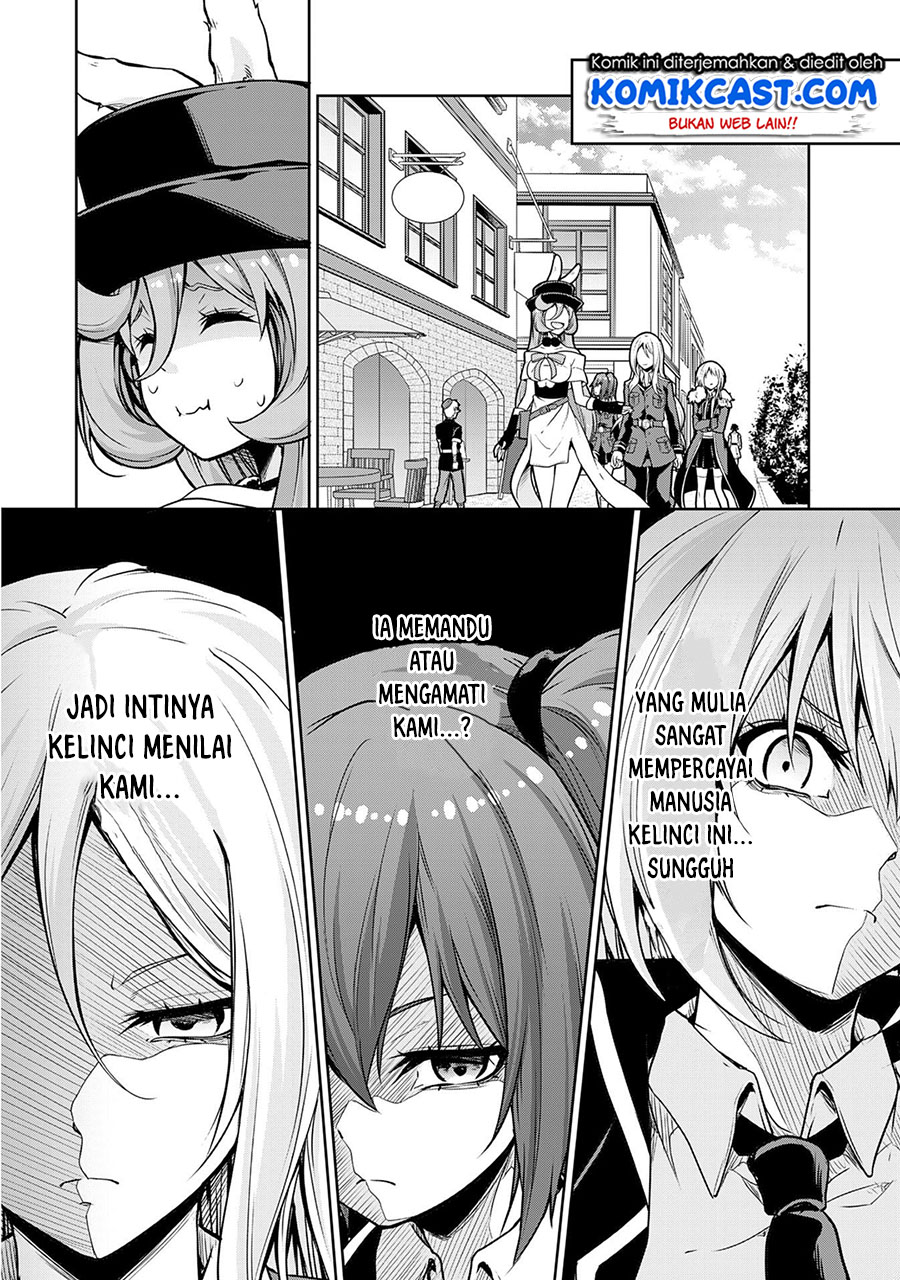 Komik ini diterjemahkan & diedit oleh
KOMIKCAST.COM
BUKAN WEB LAIN!!
YANG MULIA
SANGAT
MEMPERCAYAI
MANUSIA
KELINCI INI...
SUNGGUH
IA MEMANDU
ATAU
MENGAMATI
KAMI...?
JADI INTINYA
KELINCI MENILAI
KAMI...